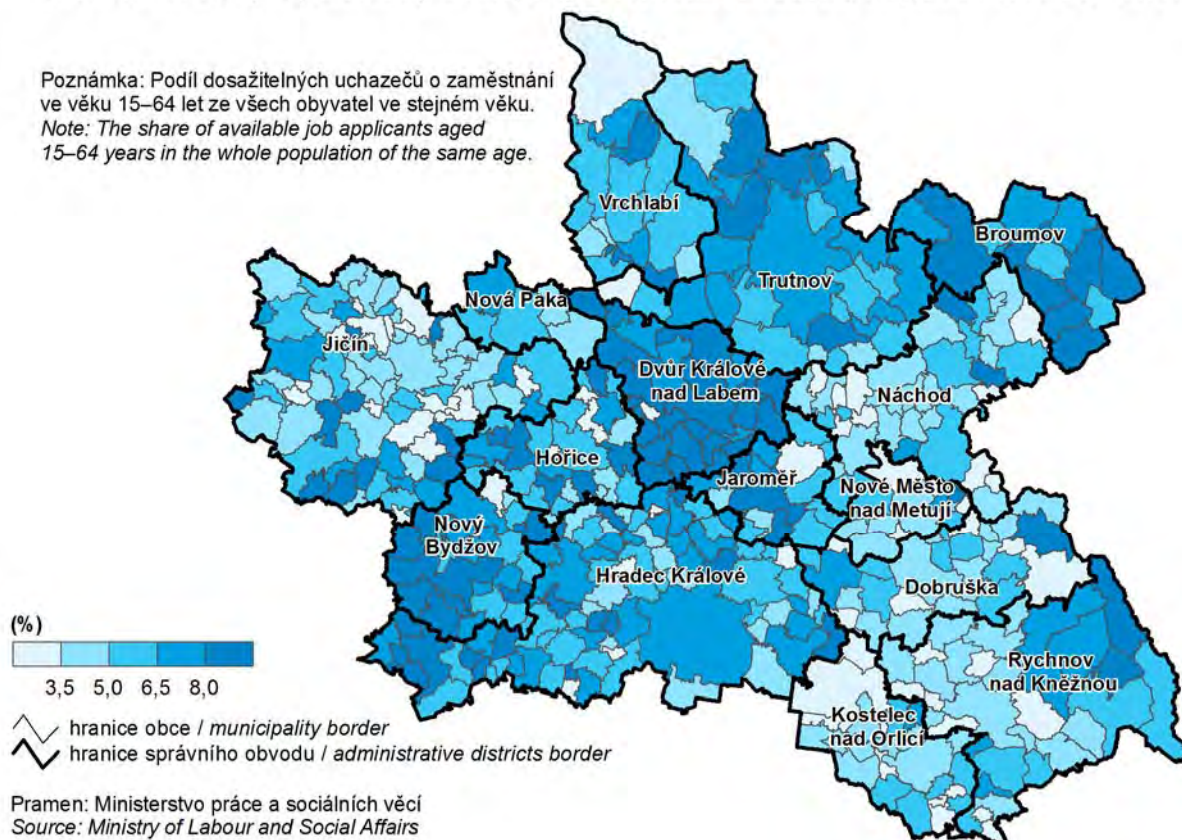 Poznámka: Podíl dosažitelných uchazečů o zaměstnání
ve věku 15–64 let ze všech obyvatel ve stejném věku.
Note: The share of available job applicants aged
15–64 years in the whole population of the same age.
Vrchlabí
Broumov
Trutnov
Nová Paka
Jičín
Dvůr Králové
nad Labem
Náchod
Hořice
Jaroměř
Nové Město
nad Metují
Nový
Bydžov
Hradec Králové
Dobruška
Rychnov
nad Kněžnou
Kostelec
nad Orlicí
(%)
3,5 5,0 6,5 8,0
hranice obce / municipality border
hranice správního obvodu / administrative districts border
Pramen: Ministerstvo práce a sociálních věcí
Source: Ministry of Labour and Social Affairs